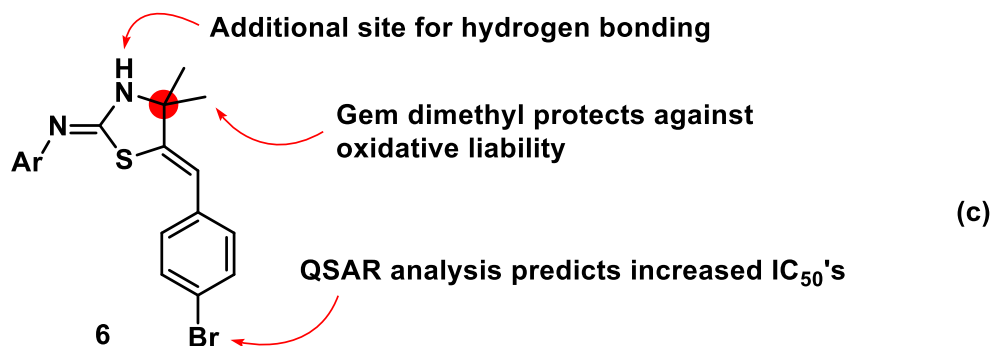 Additional site for hydrogen bonding
H
N
Gem dimethyl protects against
oxidative liability
N
Ar
S
(c)
QSAR analysis predicts increased IC₅₀'s
6
Br